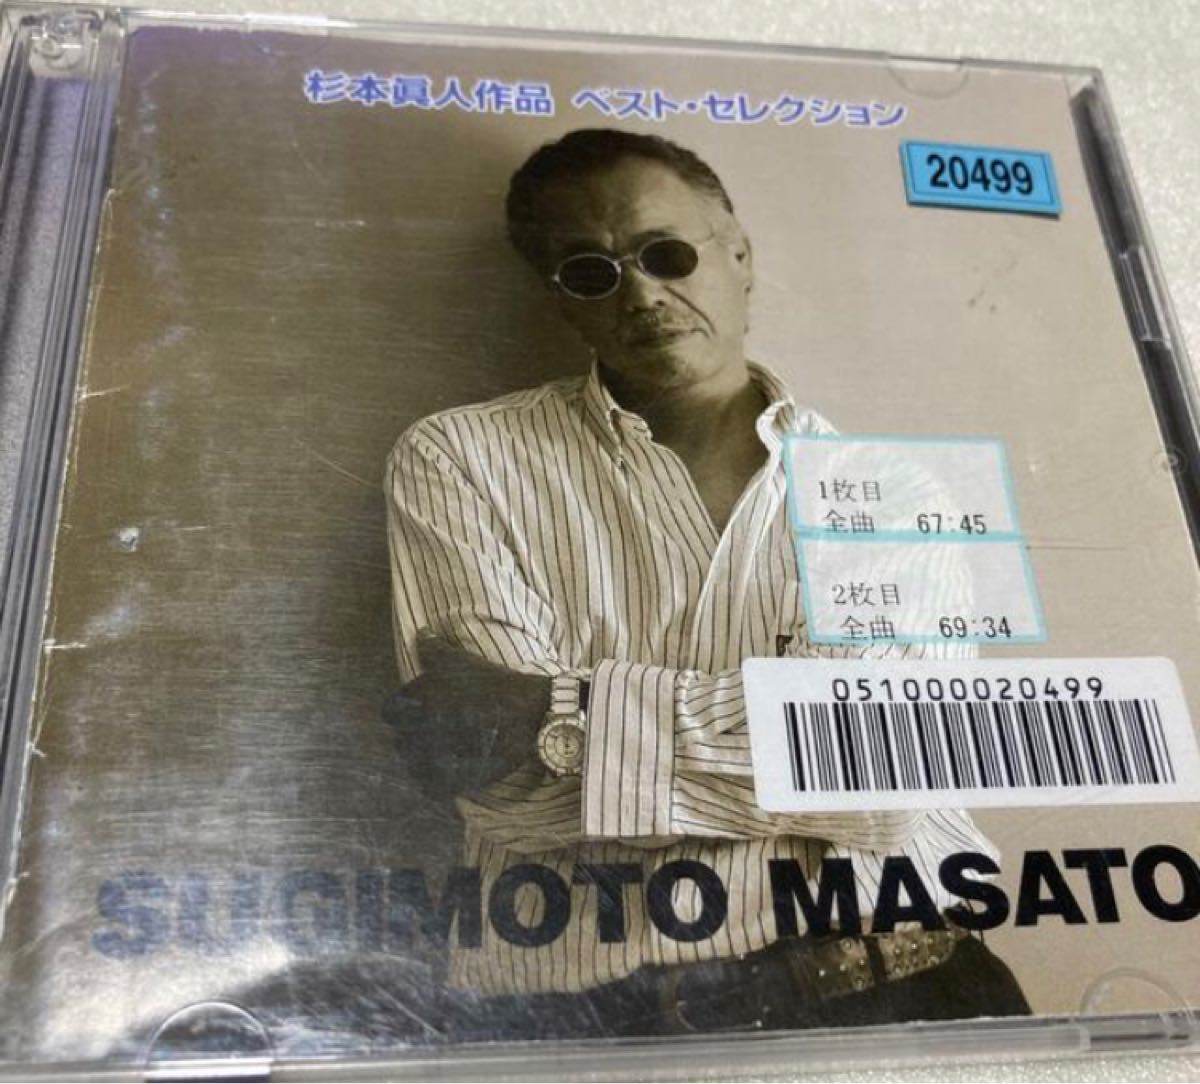 杉本眞人作品 ベスト・セレクション
20499
1枚目
全曲 67:45
2枚目
全曲 69:34
051000020499
SUGIMOTO MASATO